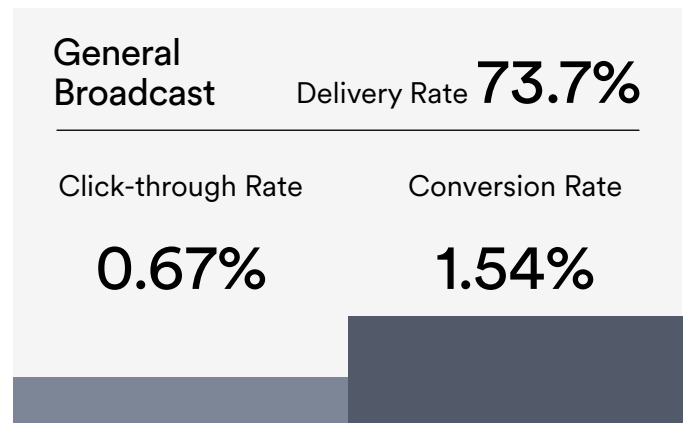 General
Broadcast
Delivery Rate 73.7%
Click-through Rate
Conversion Rate
0.67%
1.54%